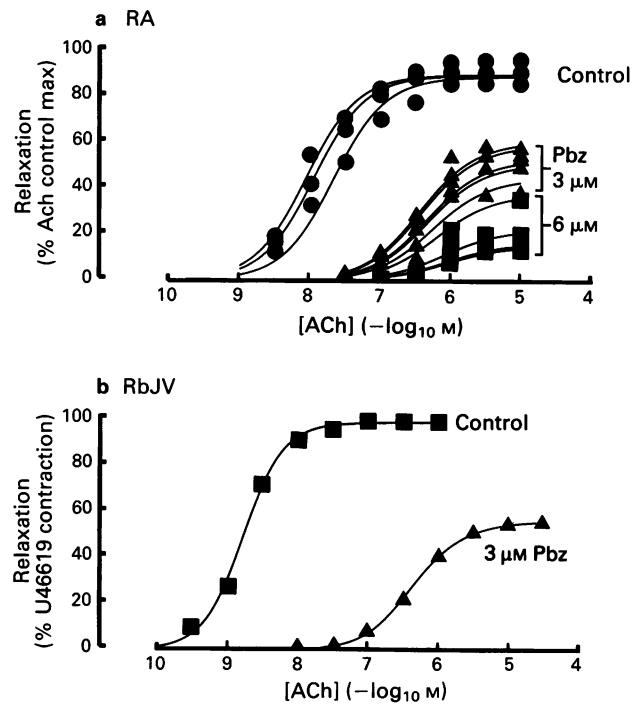 a RA
Relaxation
(% Ach control max)
100
80
60
40
20
0
Control
Pbz
3 μM
6 μM
10 9 8 7 6 5 4
[ACh] (−log₁₀ M)
b RbJV
Relaxation
(% U46619 contraction)
100
80
60
40
20
0
Control
3 μM Pbz
10 9 8 7 6 5 4
[ACh] (−log₁₀ M)